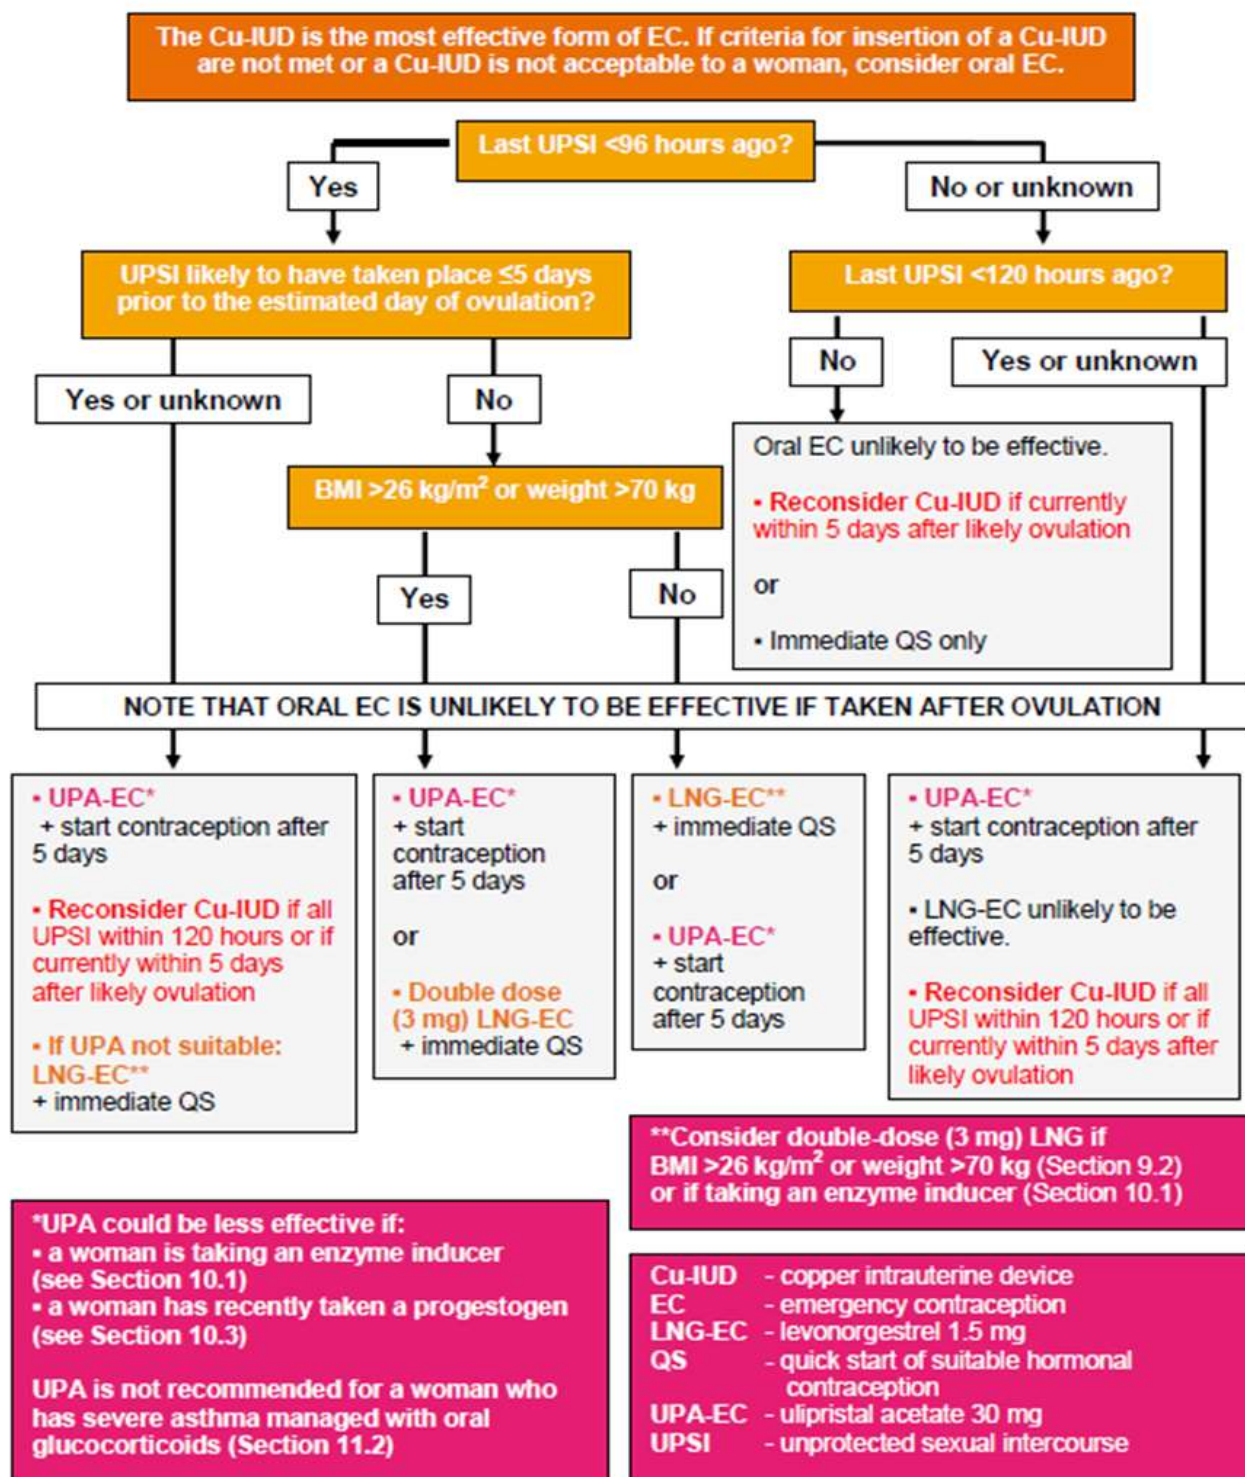 The Cu-IUD is the most effective form of EC. If criteria for insertion of a Cu-IUD
are not met or a Cu-IUD is not acceptable to a woman, consider oral EC.
Last UPSI <96 hours ago?
Yes
No or unknown
UPSI likely to have taken place ≤5 days
prior to the estimated day of ovulation?
Last UPSI <120 hours ago?
Yes or unknown
No
No
Yes or unknown
BMI >26 kg/m² or weight >70 kg
Yes
No
Oral EC unlikely to be effective.
▪ Reconsider Cu-IUD if currently
within 5 days after likely ovulation
or
▪ Immediate QS only
NOTE THAT ORAL EC IS UNLIKELY TO BE EFFECTIVE IF TAKEN AFTER OVULATION
▪ UPA-EC*
+ start contraception after
5 days
▪ Reconsider Cu-IUD if all
UPSI within 120 hours or if
currently within 5 days
after likely ovulation
▪ If UPA not suitable:
LNG-EC**
+ immediate QS
▪ UPA-EC*
+ start
contraception
after 5 days
or
▪ Double dose
(3 mg) LNG-EC
+ immediate QS
▪ LNG-EC**
+ immediate QS
or
▪ UPA-EC*
+ start
contraception
after 5 days
▪ UPA-EC*
+ start contraception after
5 days
▪ LNG-EC unlikely to be
effective.
▪ Reconsider Cu-IUD if all
UPSI within 120 hours or if
currently within 5 days after
likely ovulation
**Consider double-dose (3 mg) LNG if
BMI >26 kg/m² or weight >70 kg (Section 9.2)
or if taking an enzyme inducer (Section 10.1)
*UPA could be less effective if:
▪ a woman is taking an enzyme inducer
(see Section 10.1)
▪ a woman has recently taken a progestogen
(see Section 10.3)
UPA is not recommended for a woman who
has severe asthma managed with oral
glucocorticoids (Section 11.2)
Cu-IUD - copper intrauterine device
EC - emergency contraception
LNG-EC - levonorgestrel 1.5 mg
QS - quick start of suitable hormonal
contraception
UPA-EC - ulipristal acetate 30 mg
UPSI - unprotected sexual intercourse